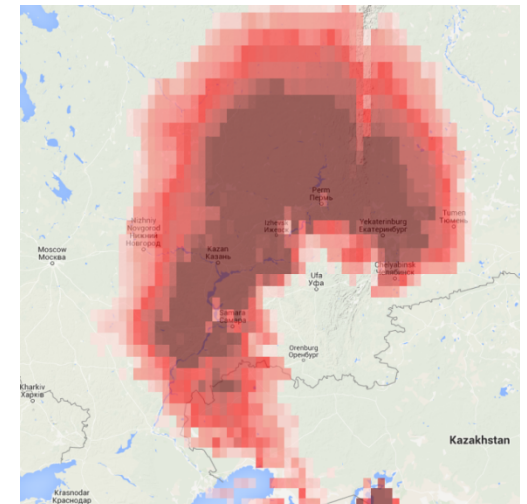 Perm
Пермь
Nizhny
Novgorod
Нижний
Новгород
Izhevsk
Ижевск
Yekaterinburg
Екатеринбург
Tumen
Тюмень
Moscow
Москва
Kazan
Казань
Ufa
Уфа
Chelyabinsk
Челябинск
Samara
Самара
Orenburg
Оренбург
Kharkiv
Харків
Kazakhstan
Krasnodar
Краснодар